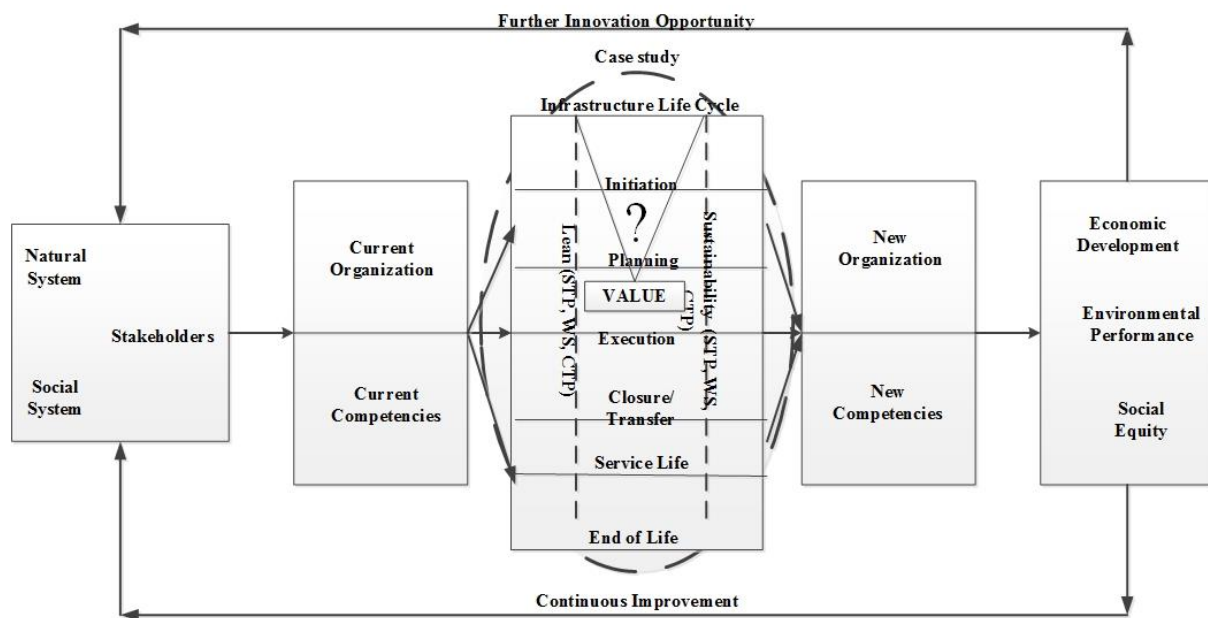 Further Innovation Opportunity
Case study
Infrastructure Life Cycle
Natural
System
Stakeholders
Social
System
Current
Organization
Current
Competencies
Initiation
?
Planning
VALUE
Execution
Closure/
Transfer
Service Life
End of Life
Lean (STP, WS, CTP)
Sustainability (STP, WS,
CTP)
New
Organization
New
Competencies
Economic
Development
Environmental
Performance
Social
Equity
Continuous Improvement